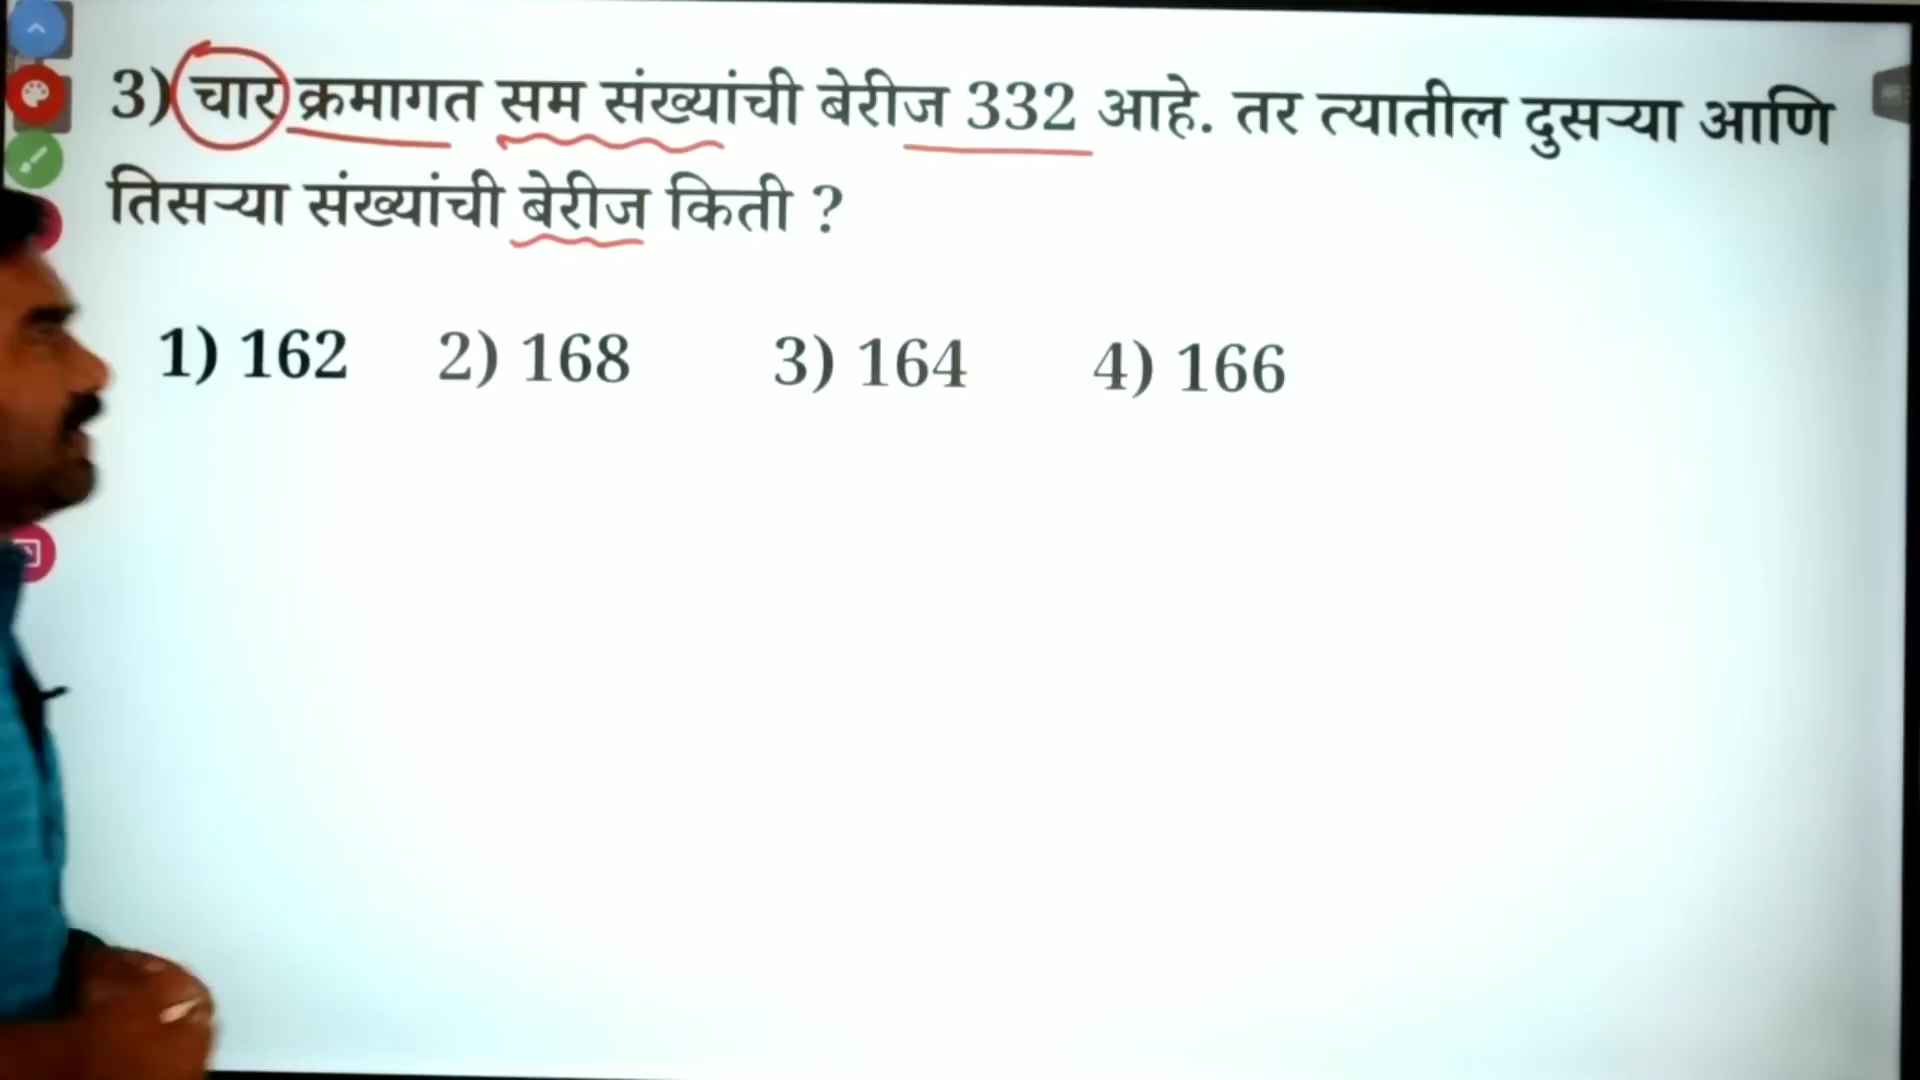 3) चार क्रमागत सम संख्यांची बेरीज 332 आहे. तर त्यातील दुसऱ्या आणि
तिसऱ्या संख्यांची बेरीज किती ?
1) 162 2) 168 3) 164 4) 166